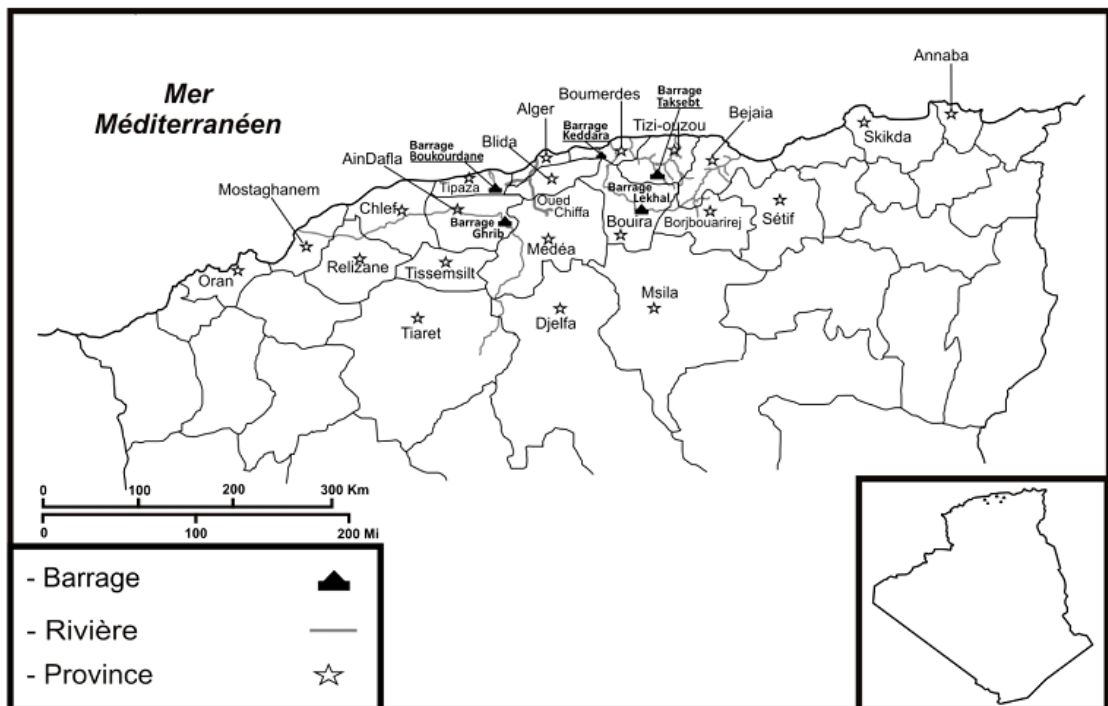 Annaba
Mer
Méditerranéen
Boumerdes
Barrage
Taksebt
Alger
Barrage
Keddara
Tizi-ouzou
Bejaia
Skikda
Blida
Barrage
Boukourdane
AinDafla
Mostaghanem
Tipaza
Chlef
Oued
Chiffa
Barrage
Lekhal
Barrage
Ghrib
Bouira
Borjbouarirej
Sétif
Médéa
Relizane
Tissemsilt
Oran
Msila
Tiaret
Djelfa
0 100 200 300 Km
0 100 200 Mi
- Barrage
- Rivière
- Province